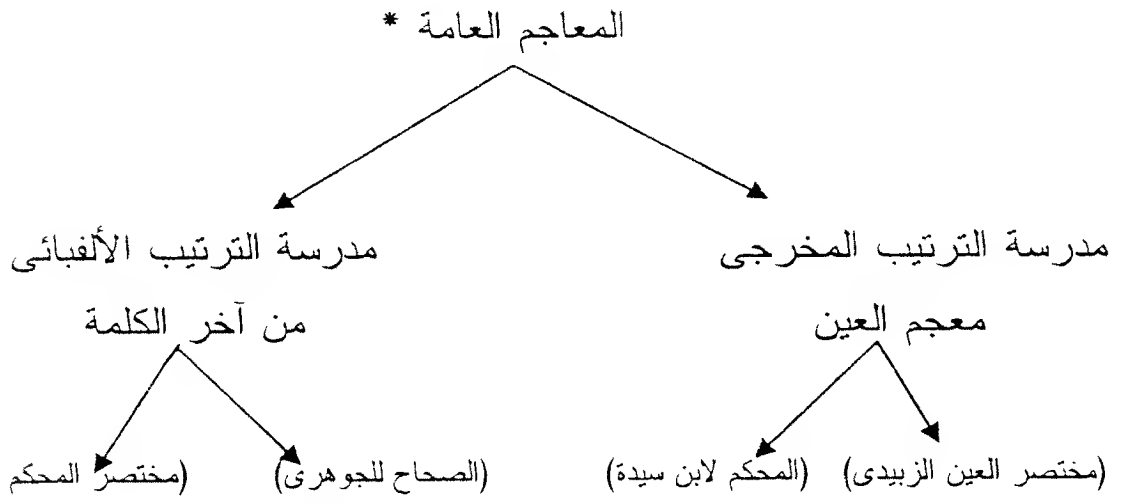 المعاجم العامة *
مدرسة الترتيب المخرجى
معجم العين
مدرسة الترتيب الألفبائى
من آخر الكلمة
(مختصر العين الزبيدى)
(المحكم لابن سيدة)
(الصحاح للجوهرى)
(مختصر المحكم